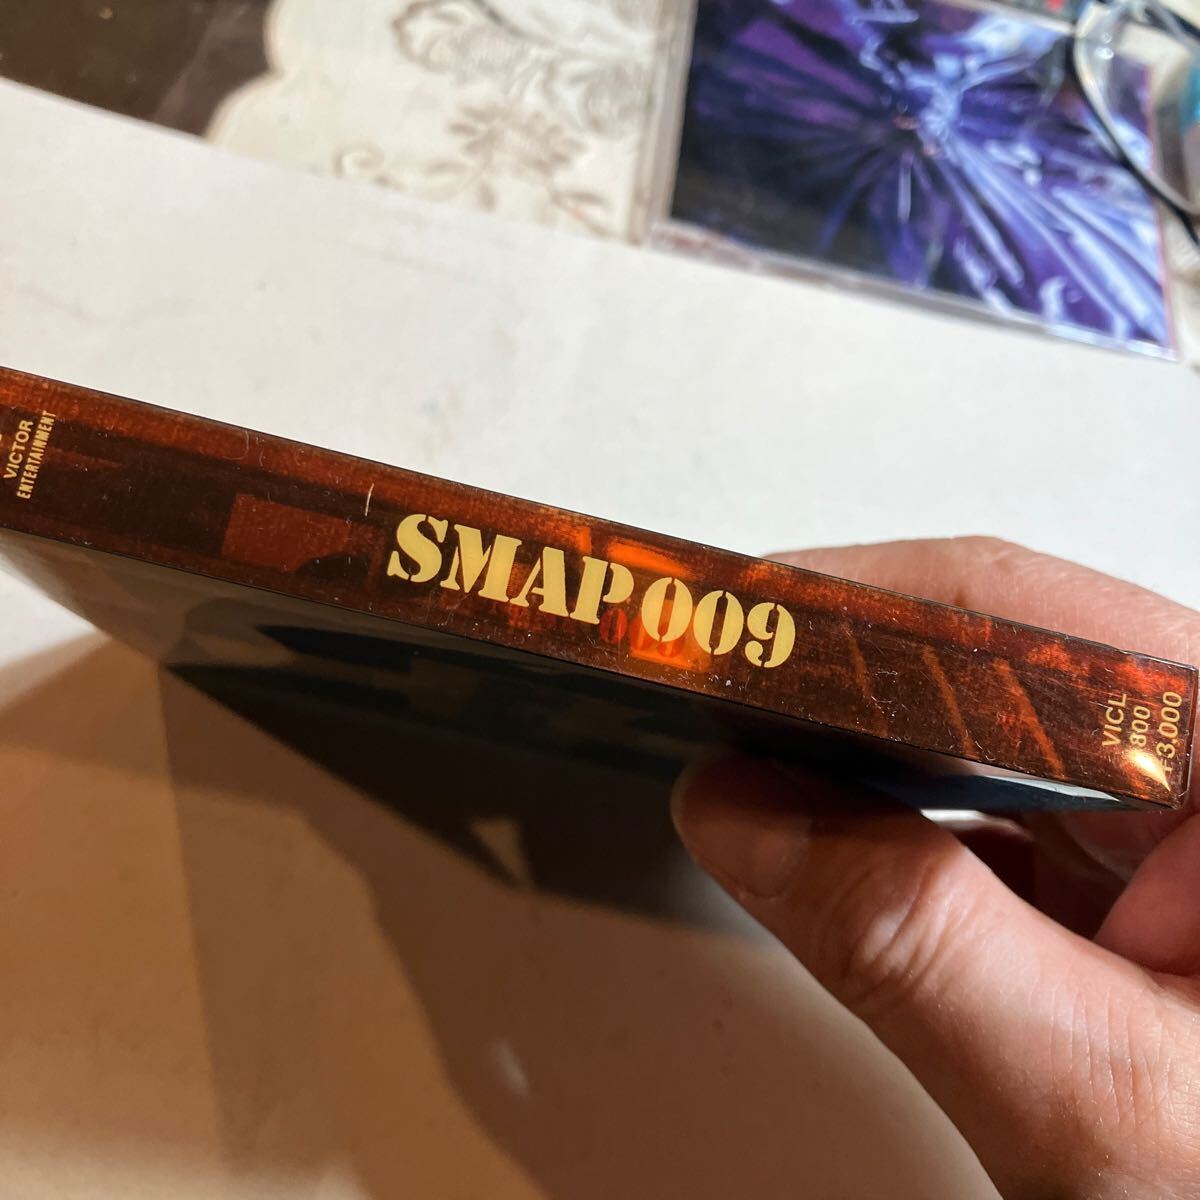 VICTOR
ENTERTAINMENT
SMAP 009
VICL
800
¥3,000